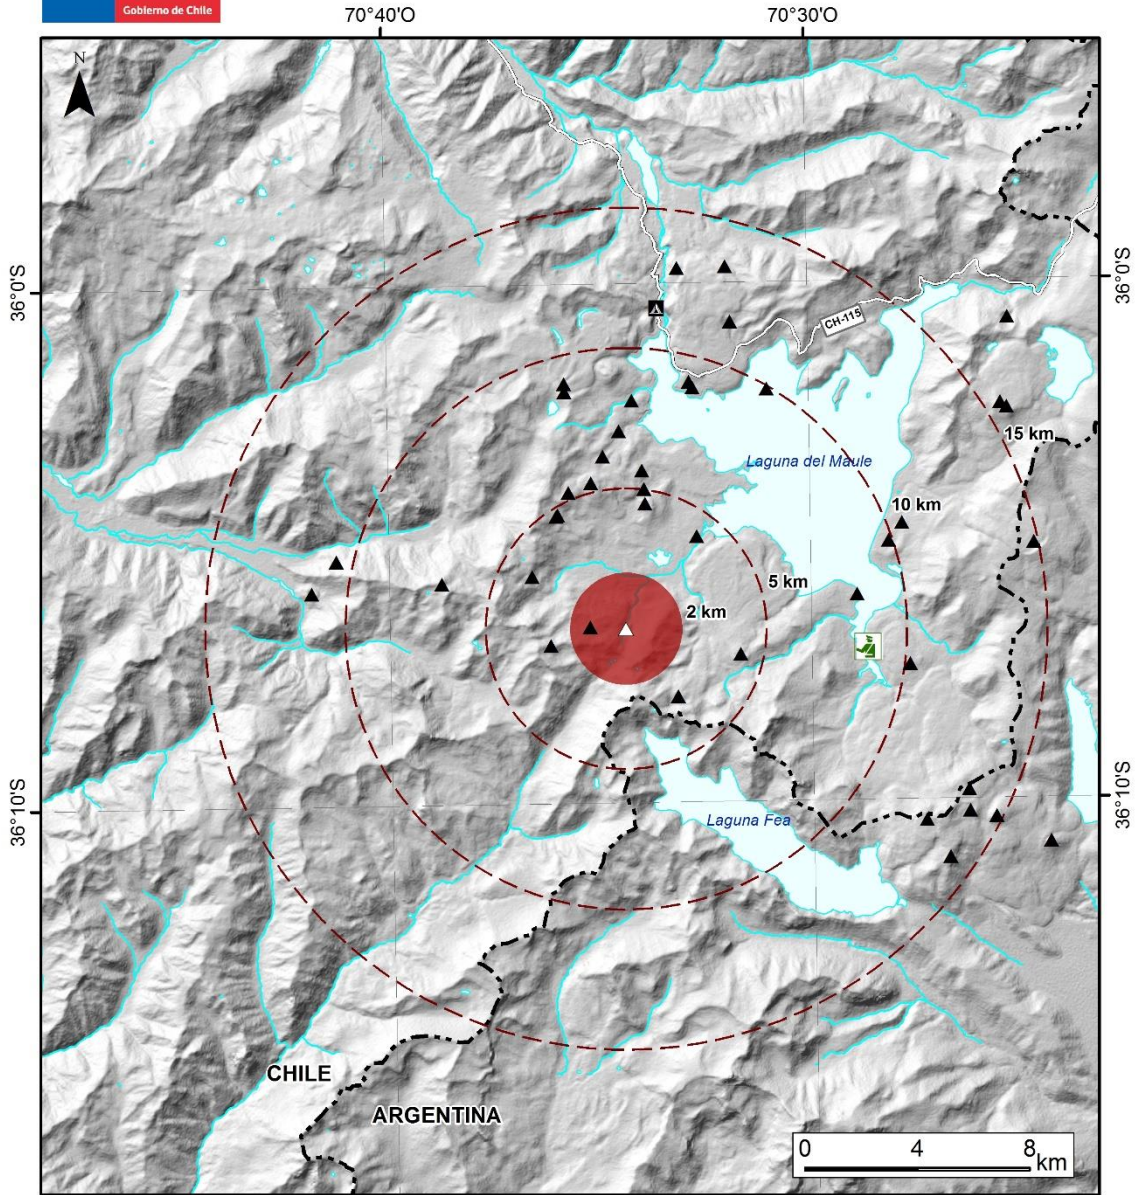 Gobierno de Chile
70°40'O
70°30'O
N
36°0'S
36°0'S
CH-115
15 km
Laguna del Maule
10 km
5 km
2 km
36°10'S
36°10'S
Laguna Fea
CHILE
ARGENTINA
0 4 8
km